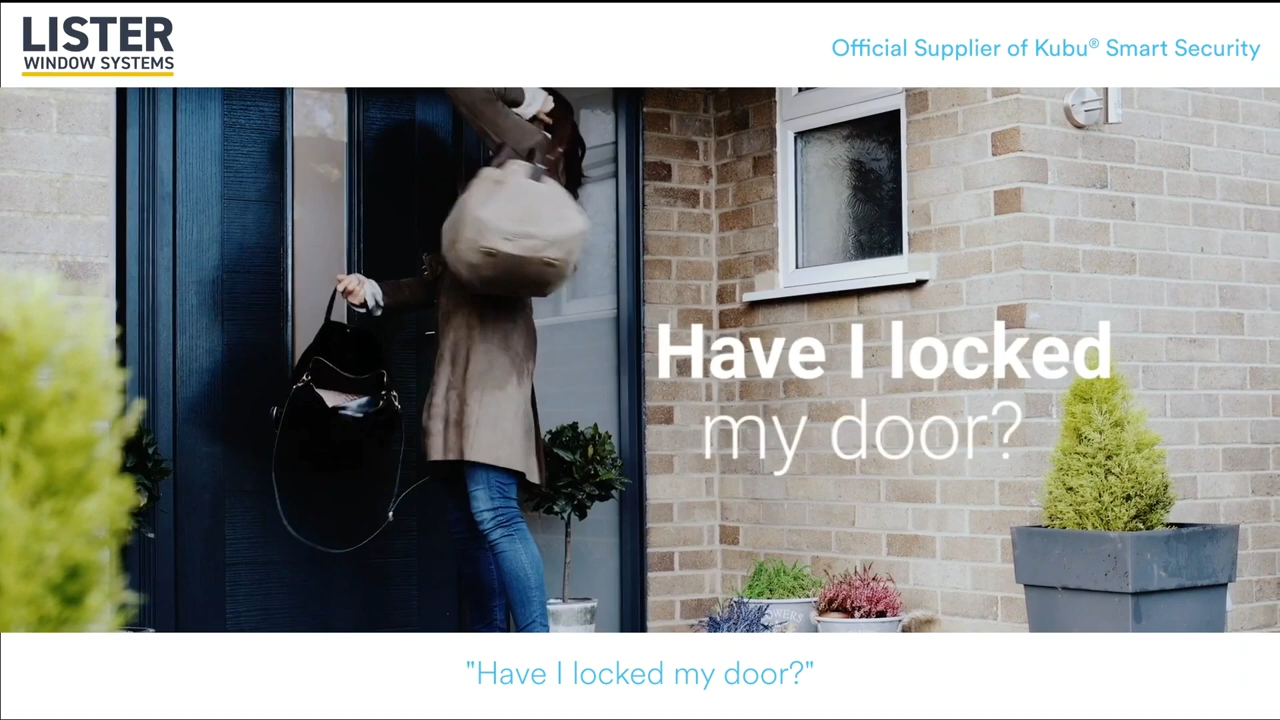 LISTER
WINDOW SYSTEMS
Official Supplier of Kubu® Smart Security
Have I locked
my door?
"Have I locked my door?"